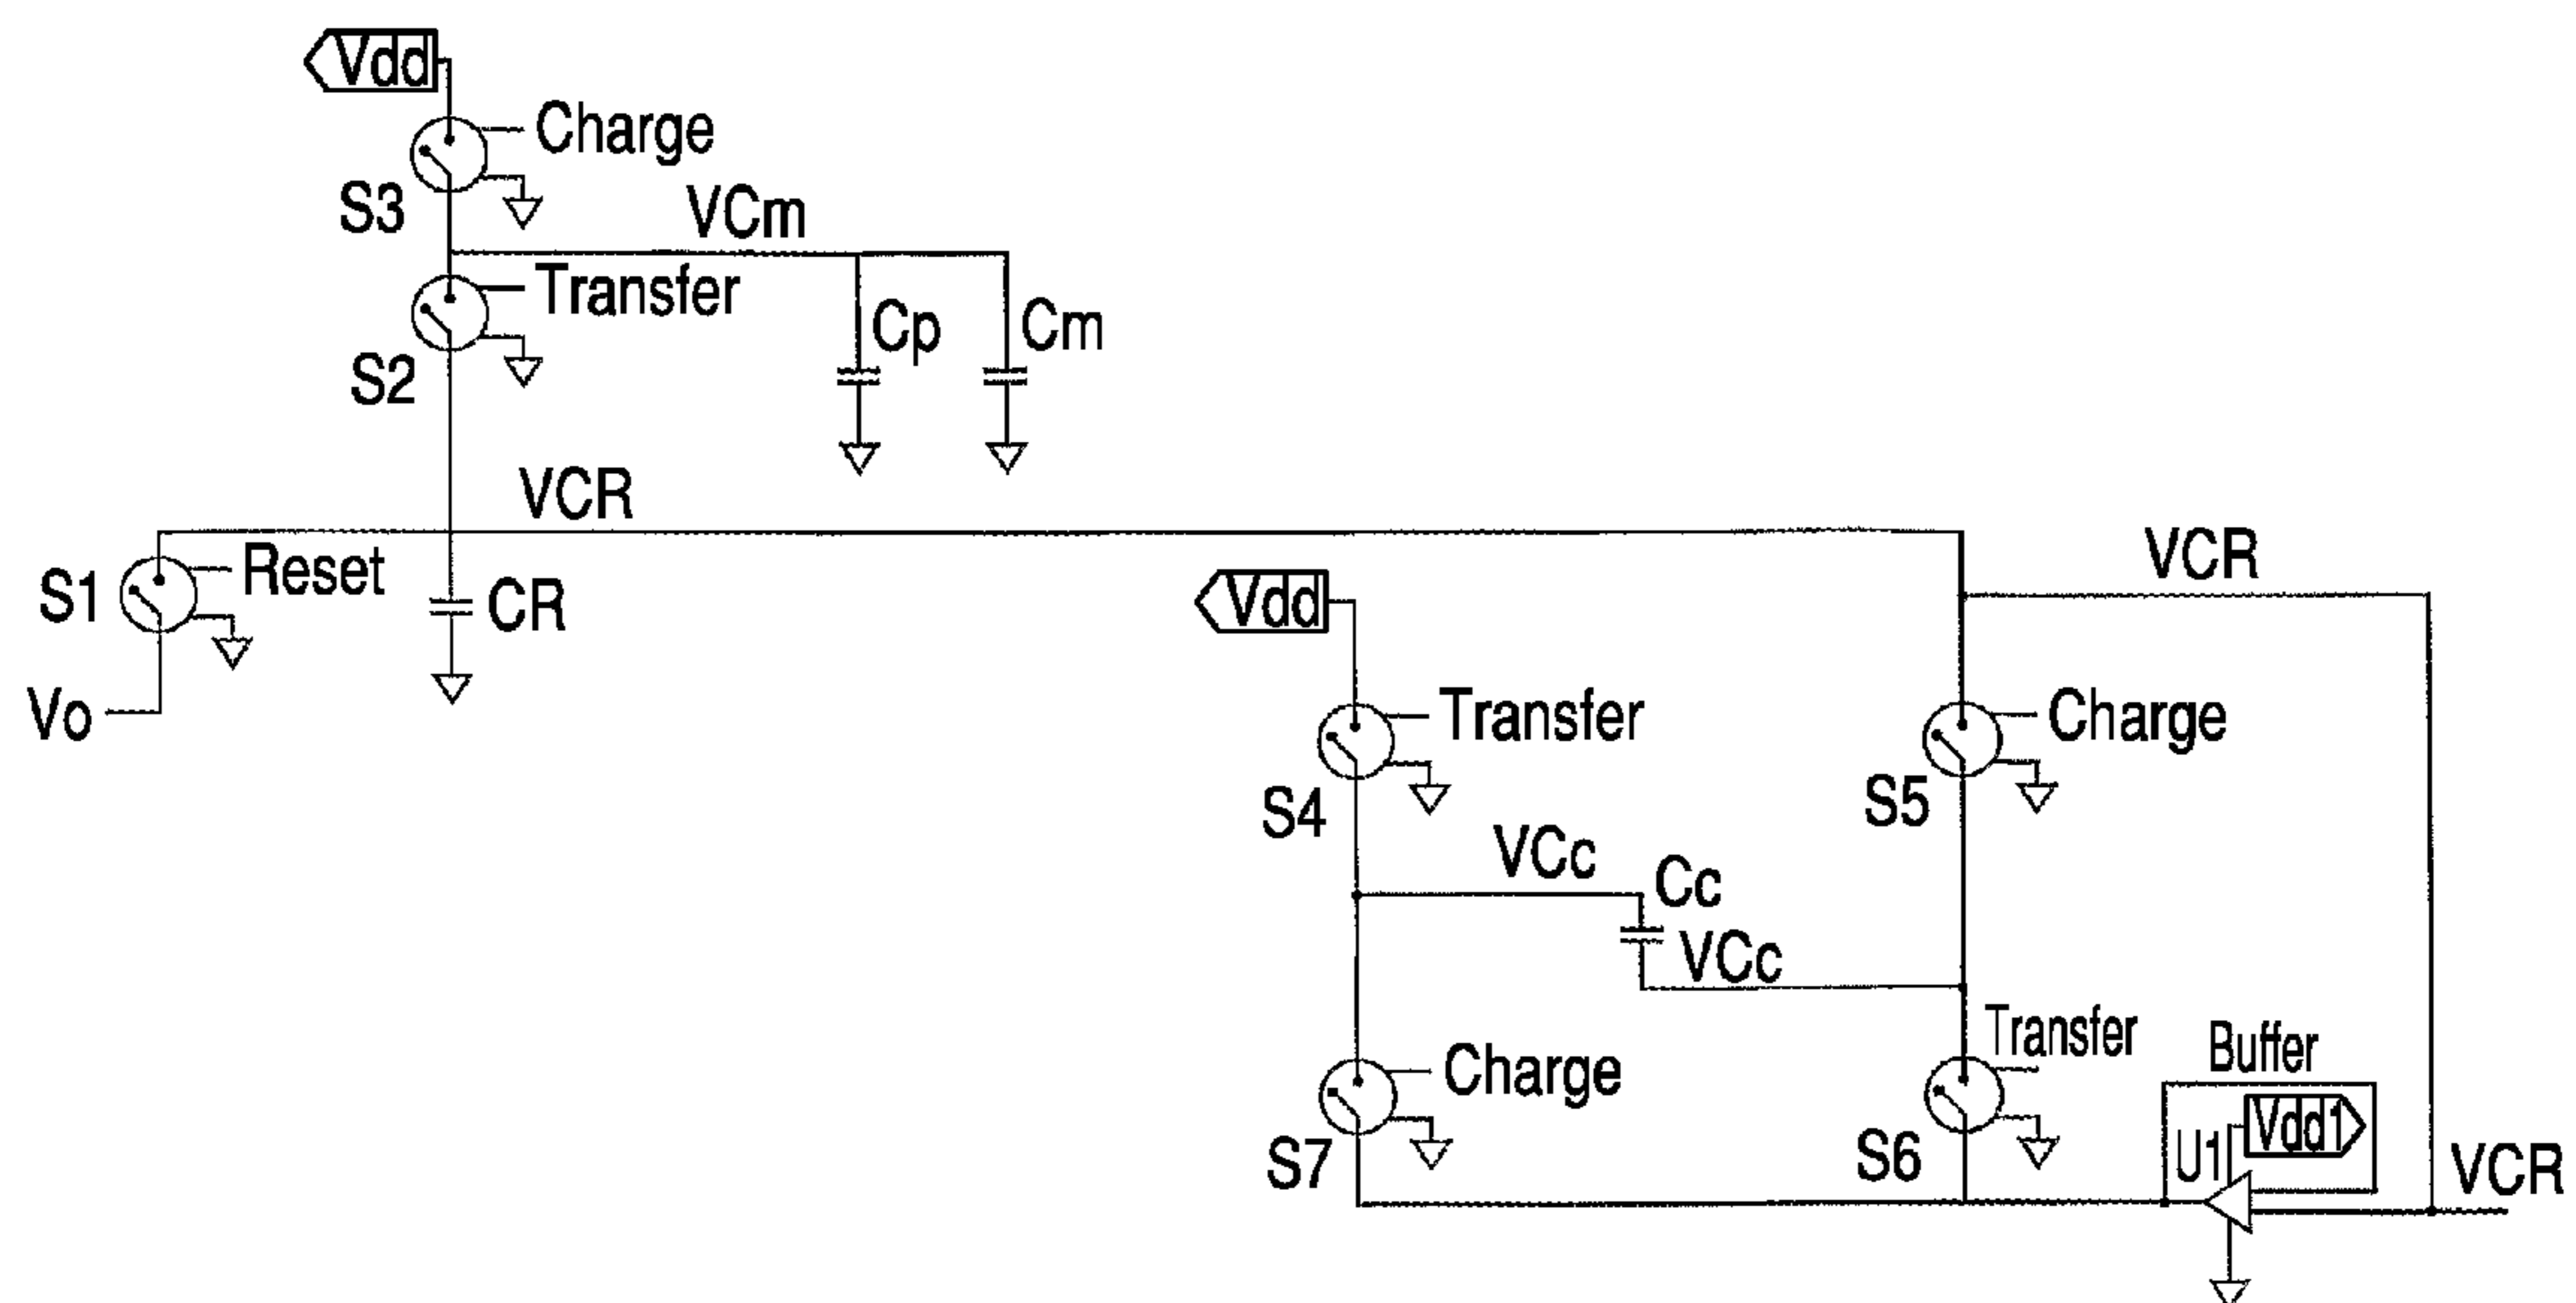 Vdd
Charge
S3
VCm
Transfer
S2
Cp
Cm
VCR
S1
Reset
CR
Vo
VCR
Vdd
Transfer
Charge
S4
S5
VCc
Cc
VCc
Transfer
Buffer
Charge
S7
S6
U1
Vdd1
VCR